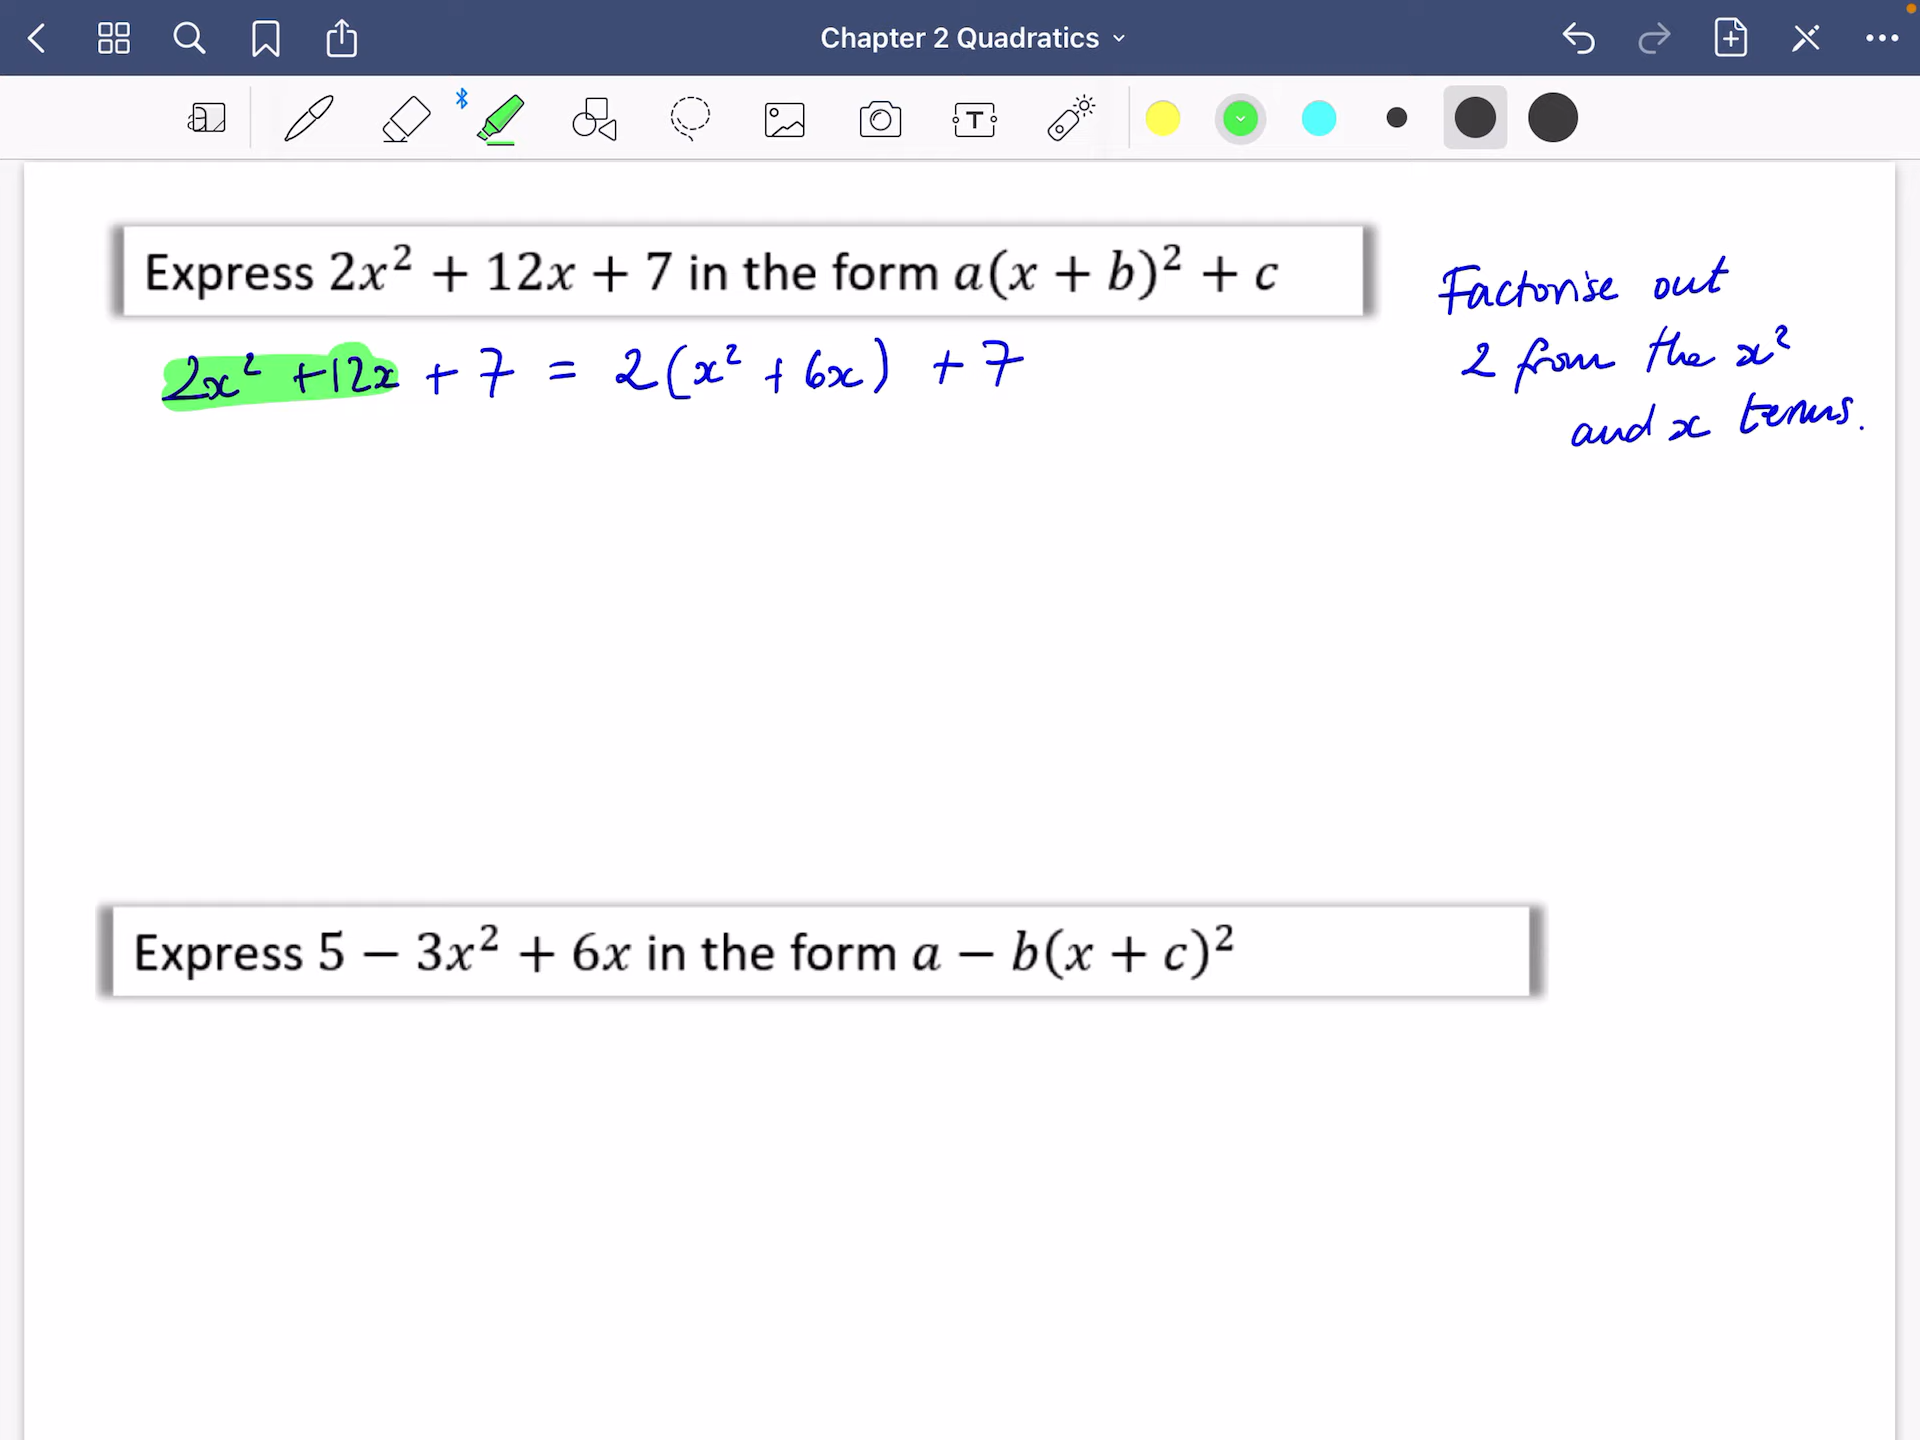 Chapter 2 Quadratics
Express 2x² + 12x + 7 in the form a(x + b)² + c
2x² + 12x + 7 = 2(x² + 6x) + 7
Factorise out
2 from the x²
and x terms.
Express 5 − 3x² + 6x in the form a − b(x + c)²